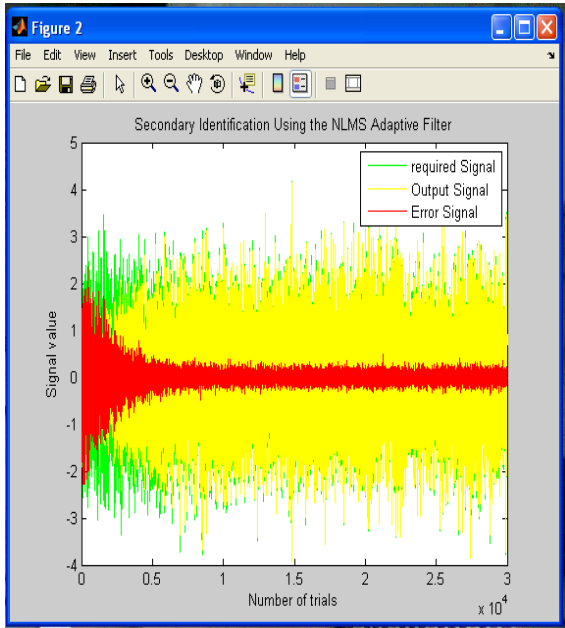 Figure 2
File Edit View Insert Tools Desktop Window Help
Secondary Identification Using the NLMS Adaptive Filter
required Signal
Output Signal
Error Signal
Signal value
5
4
3
2
1
0
-1
-2
-3
-4
0 0.5 1 1.5 2 2.5 3
Number of trials
x 10^4